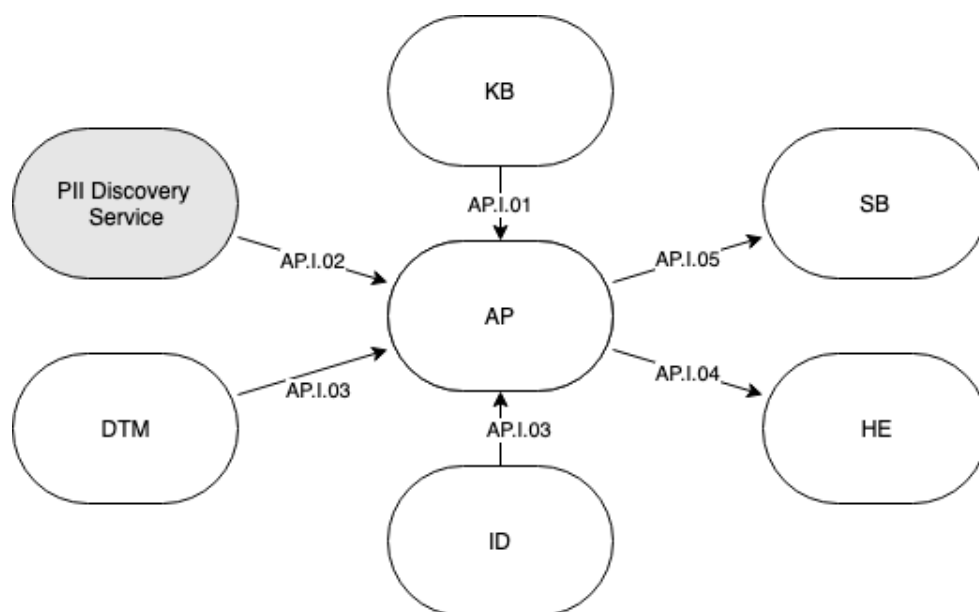 KB
PII Discovery
Service
AP.I.01
SB
AP.I.02
AP.I.05
AP
AP.I.03
AP.I.04
DTM
AP.I.03
HE
ID